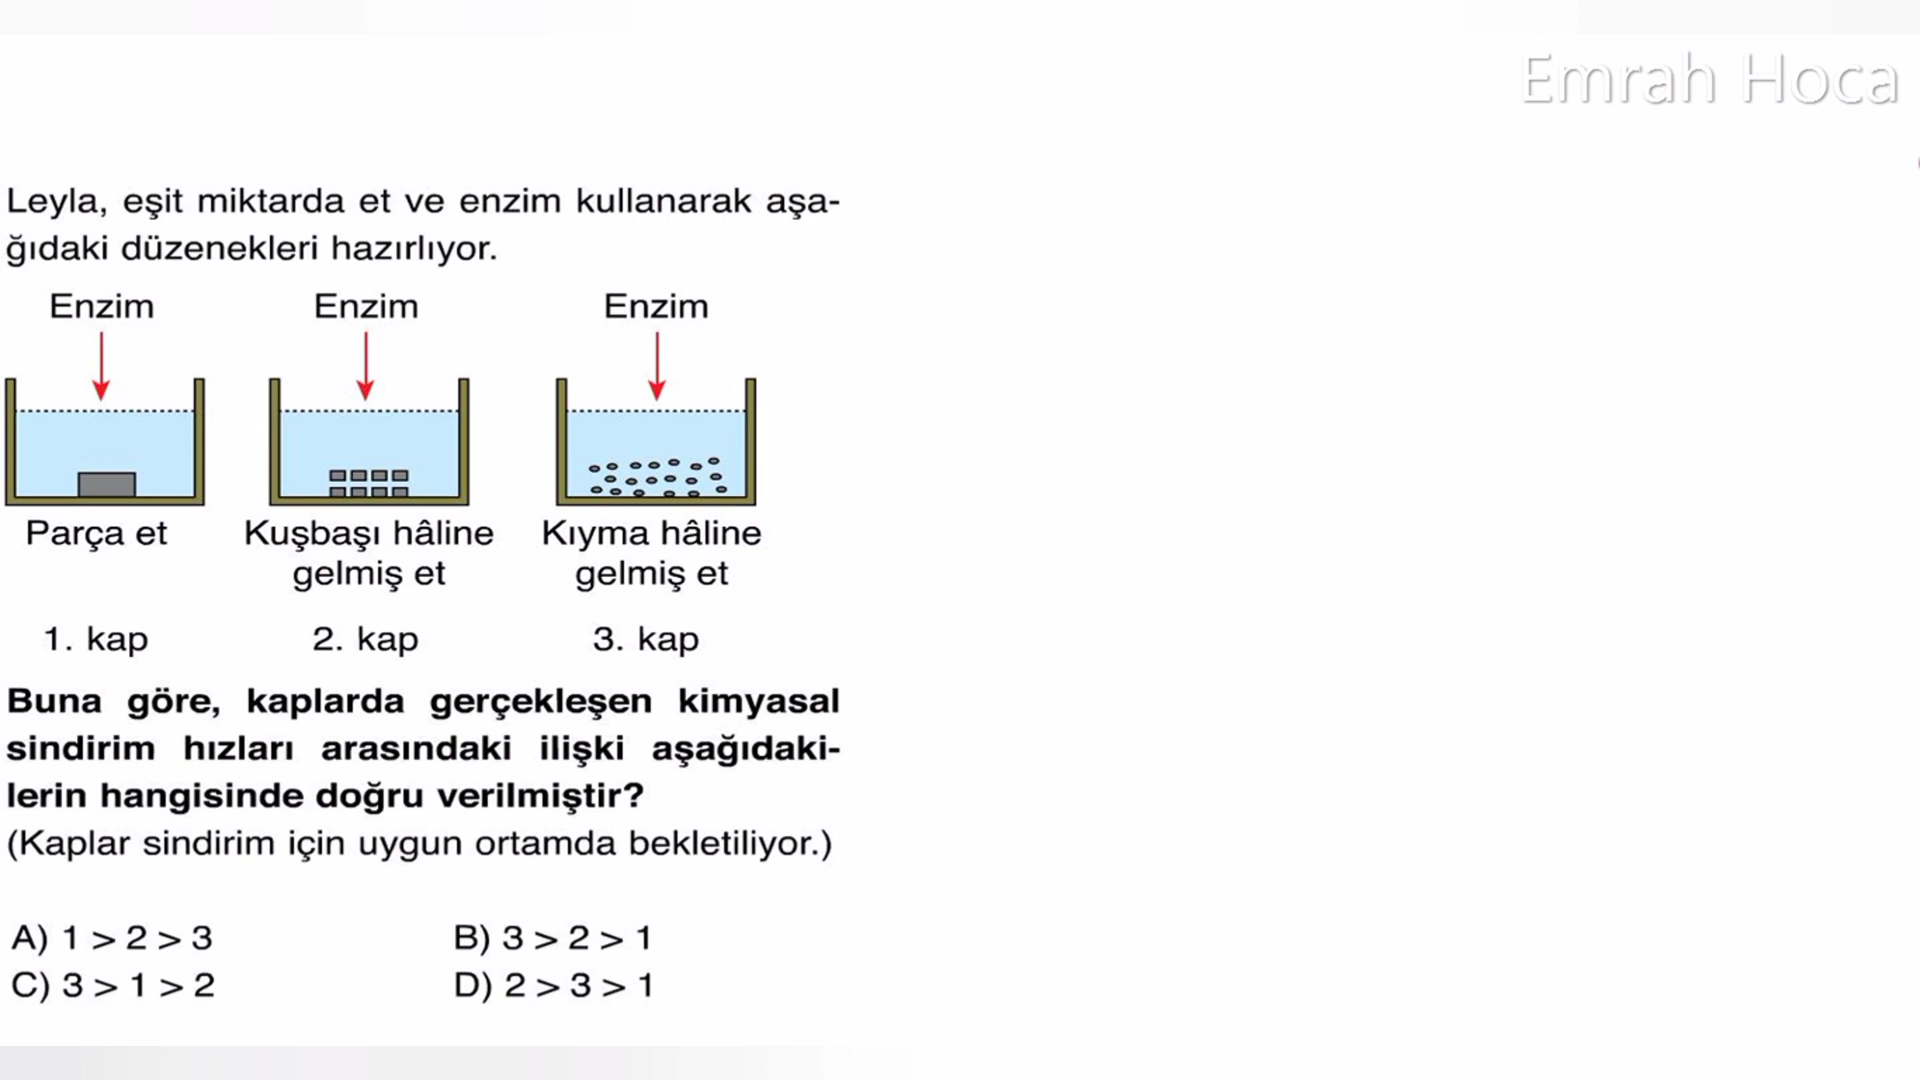 Emrah Hoca
Leyla, eşit miktarda et ve enzim kullanarak aşa-
ğıdaki düzenekleri hazırlıyor.
Enzim Enzim Enzim
Parça et Kuşbaşı hâline Kıyma hâline
gelmiş et gelmiş et
1. kap 2. kap 3. kap
Buna göre, kaplarda gerçekleşen kimyasal
sindirim hızları arasındaki ilişki aşağıdaki-
lerin hangisinde doğru verilmiştir?
(Kaplar sindirim için uygun ortamda bekletiliyor.)
A) 1 > 2 > 3 B) 3 > 2 > 1
C) 3 > 1 > 2 D) 2 > 3 > 1